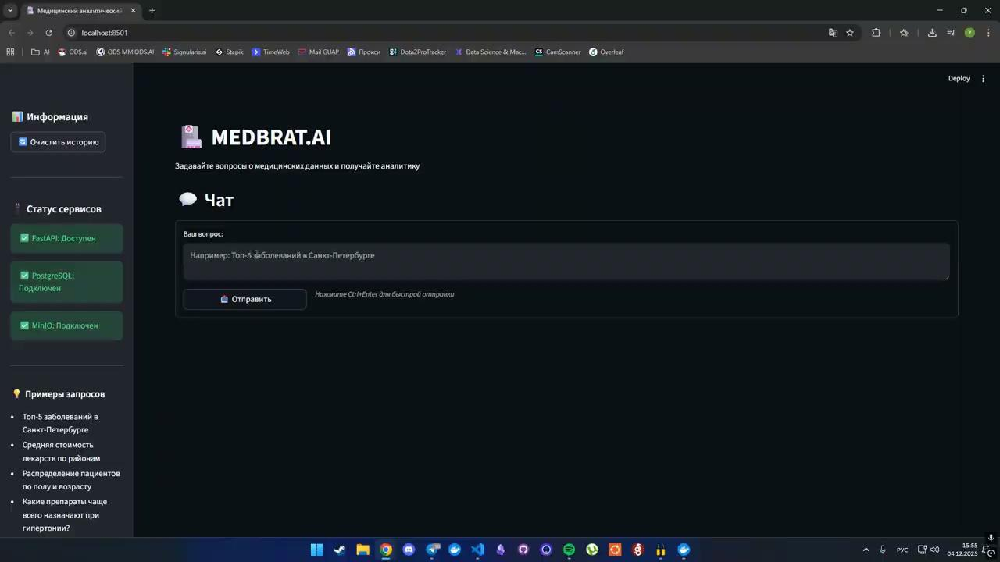 Медицинский аналитический
localhost:8501
AI
ODS.ai
ODS MM.ODS.AI
Signularis.ai
Stepik
TimeWeb
Mail GUAP
Прокси
Dota2ProTracker
Data Science & Mac...
CamScanner
Overleaf
Deploy
Информация
Очистить историю
Статус сервисов
FastAPI: Доступен
PostgreSQL:
Подключен
MinIO: Подключен
Примеры запросов
Топ-5 заболеваний в
Санкт-Петербурге
Средняя стоимость
лекарств по районам
Распределение пациентов
по полу и возрасту
Какие препараты чаще
всего назначают при
гипертонии?
MEDBRAT.AI
Задавайте вопросы о медицинских данных и получайте аналитику
Чат
Ваш вопрос:
Например: Топ-5 заболеваний в Санкт-Петербурге
Отправить
Нажмите Ctrl+Enter для быстрой отправки
РУС
15:55
04.12.2025